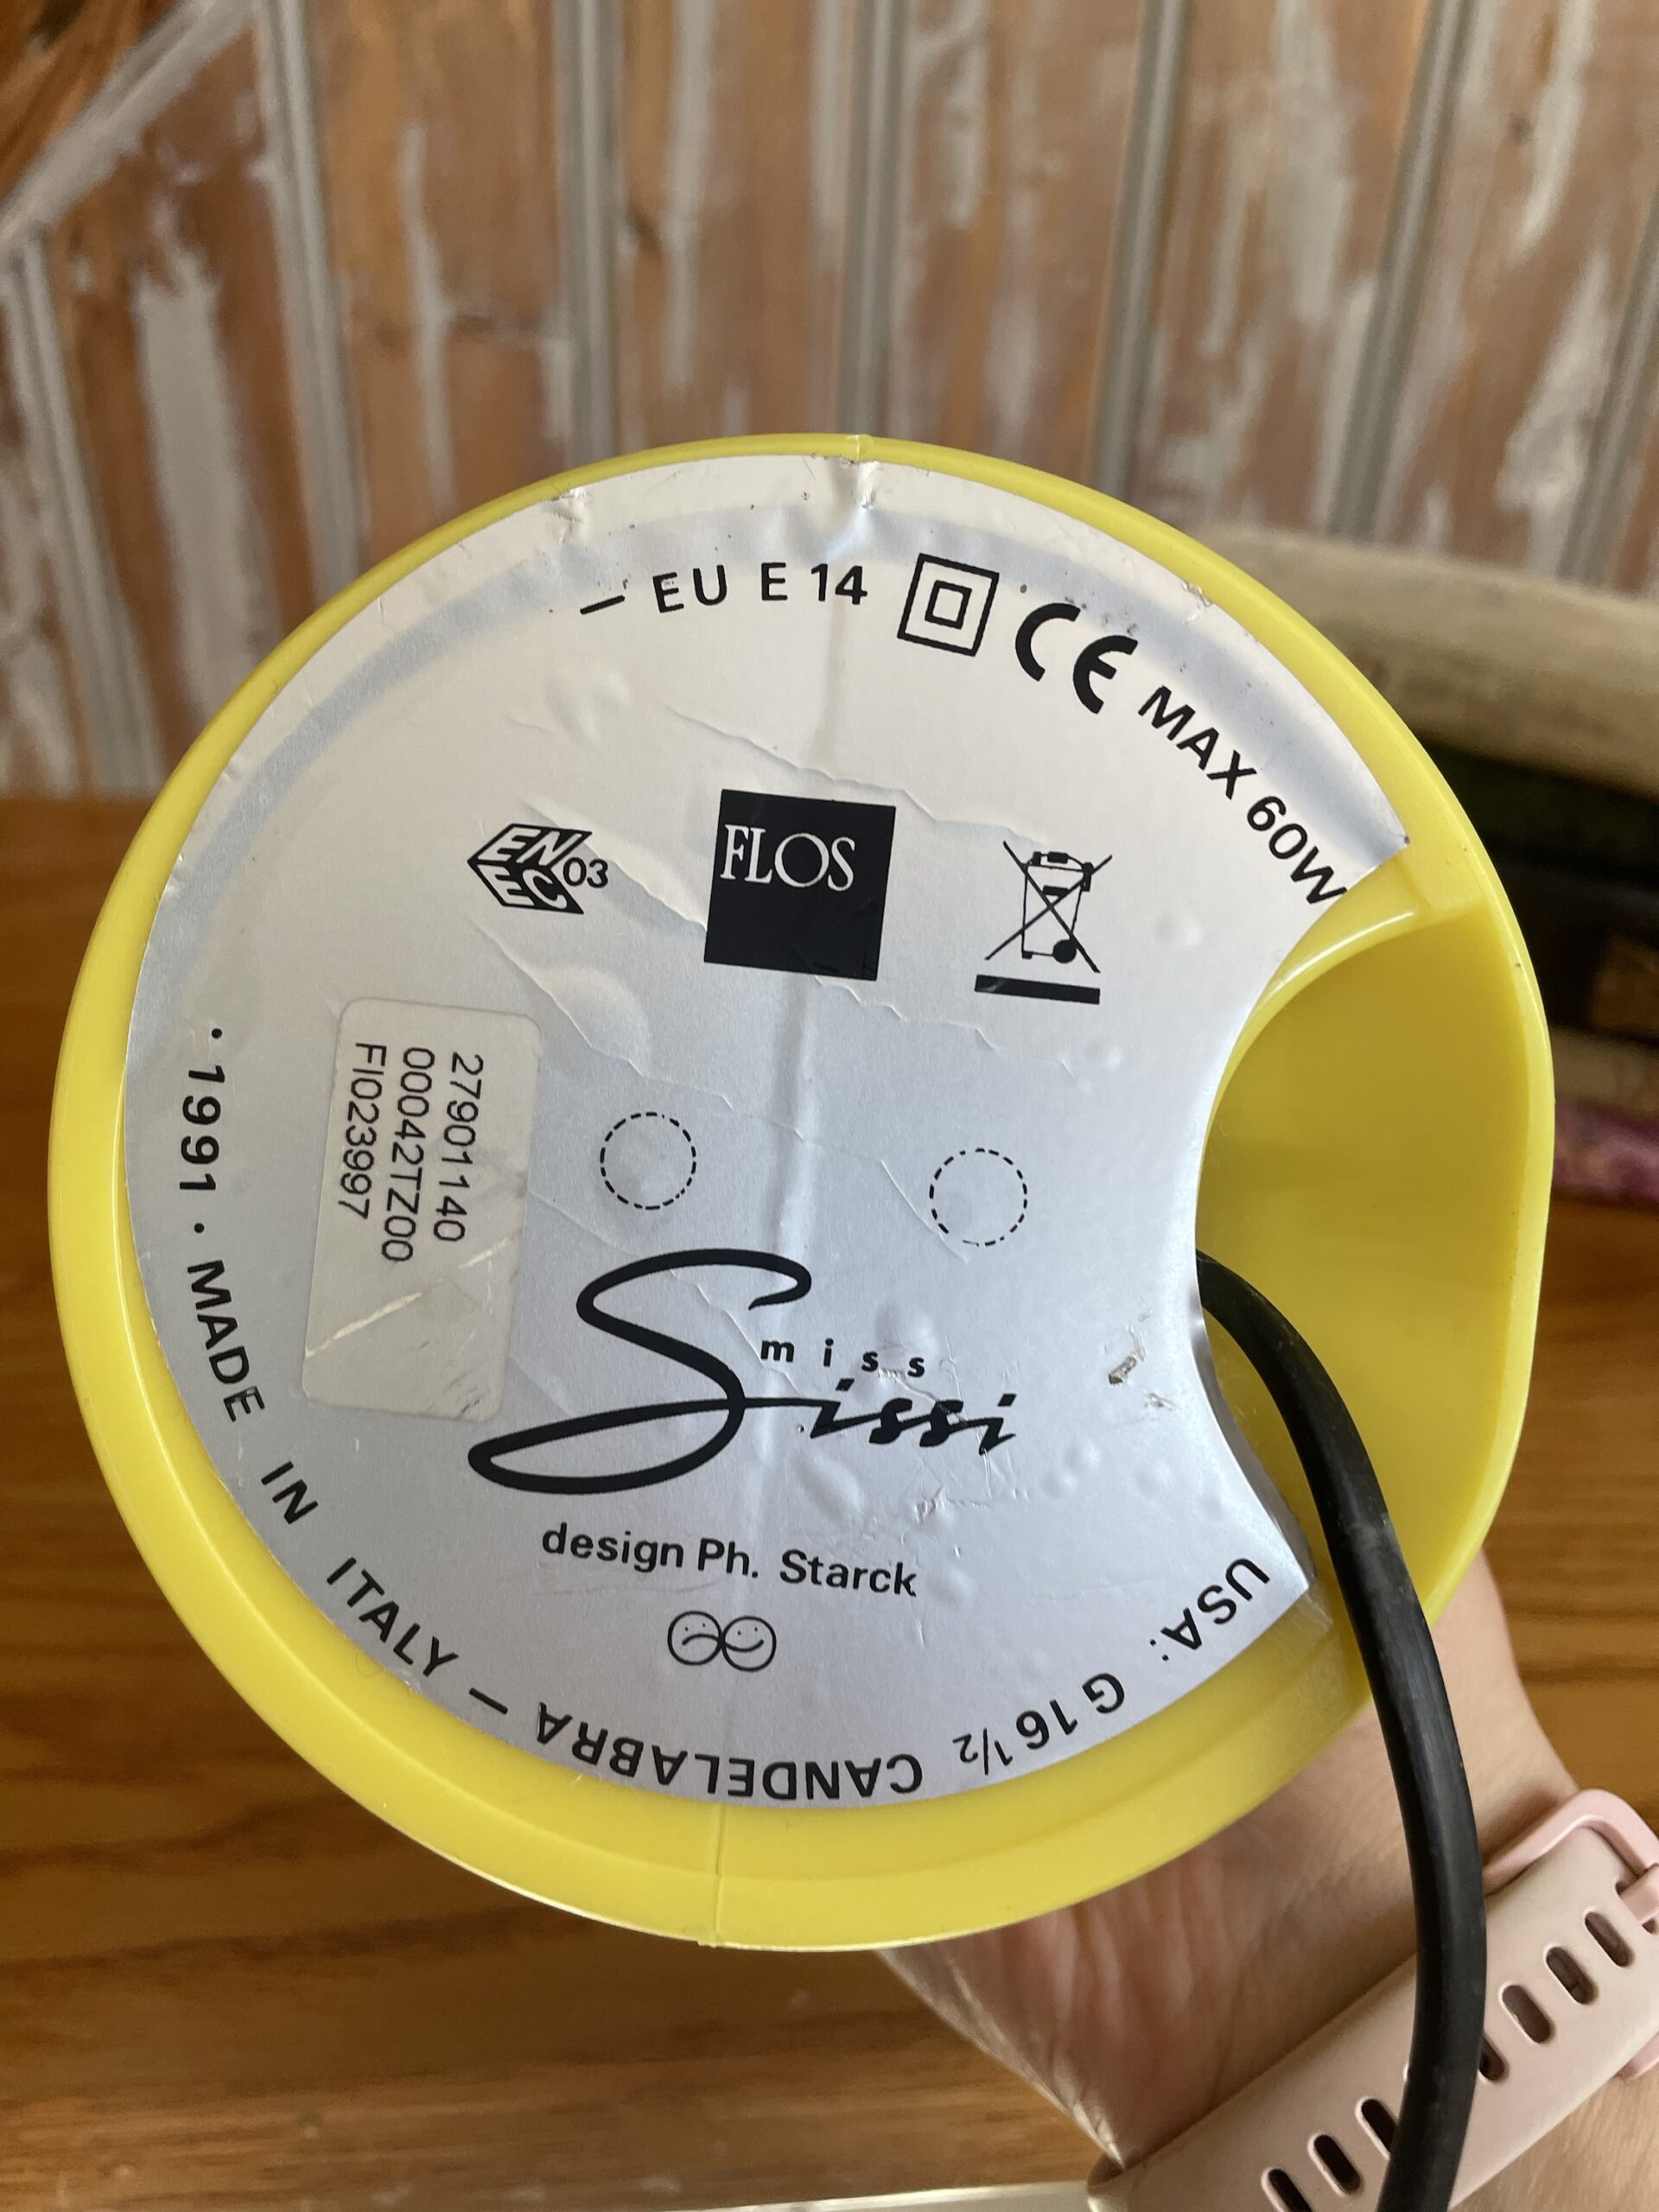 — EU E 14 CE MAX 60W
EN
EC 03
FLOS
27901140
00042TZ00
FI023997
miss
Sissi
design Ph. Starck
· 1991 · MADE IN ITALY —
USA: G 16 1/2 CANDELABRA